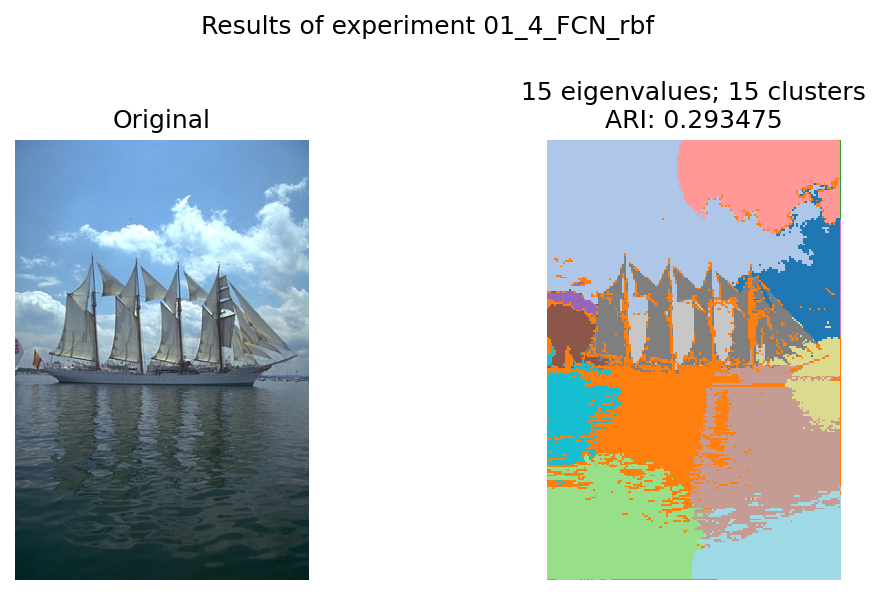 Results of experiment 01_4_FCN_rbf
Original
15 eigenvalues; 15 clusters
ARI: 0.293475